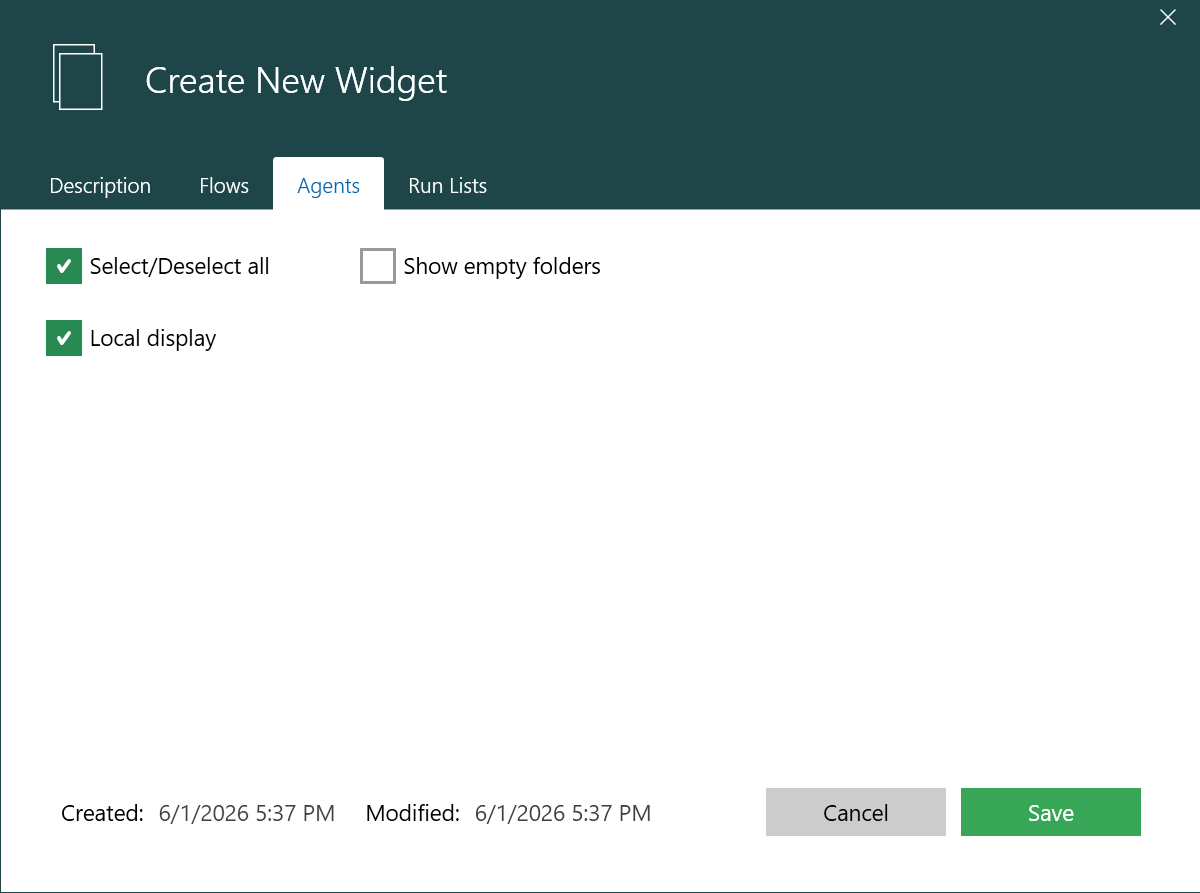 Create New Widget
Description Flows Agents Run Lists
Select/Deselect all Show empty folders
Local display
Created: 6/1/2026 5:37 PM Modified: 6/1/2026 5:37 PM Cancel Save